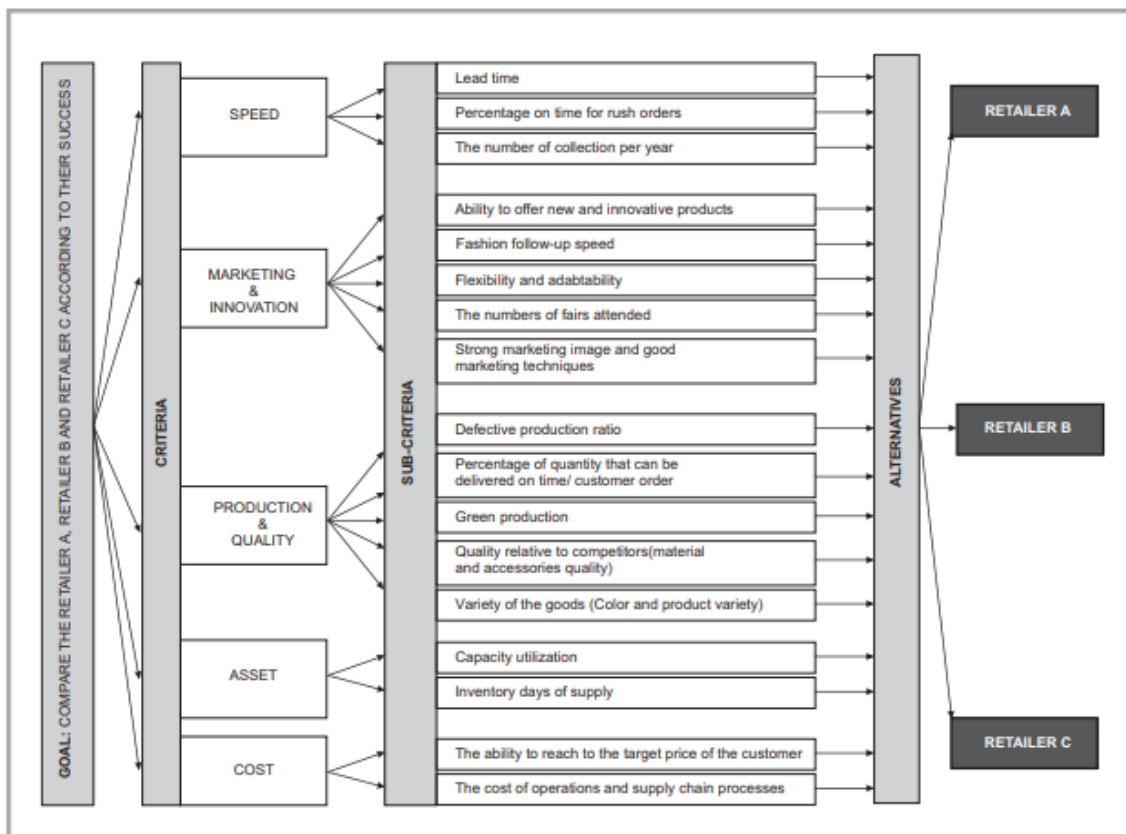 GOAL: COMPARE THE RETAILER A, RETAILER B AND RETAILER C ACCORDING TO THEIR SUCCESS
CRITERIA
SPEED
MARKETING
&
INNOVATION
PRODUCTION
&
QUALITY
ASSET
COST
SUB-CRITERIA
Lead time
Percentage on time for rush orders
The number of collection per year
Ability to offer new and innovative products
Fashion follow-up speed
Flexibility and adabtability
The numbers of fairs attended
Strong marketing image and good
marketing techniques
Defective production ratio
Percentage of quantity that can be
delivered on time/ customer order
Green production
Quality relative to competitors(material
and accessories quality)
Variety of the goods (Color and product variety)
Capacity utilization
Inventory days of supply
The ability to reach to the target price of the customer
The cost of operations and supply chain processes
ALTERNATIVES
RETAILER A
RETAILER B
RETAILER C